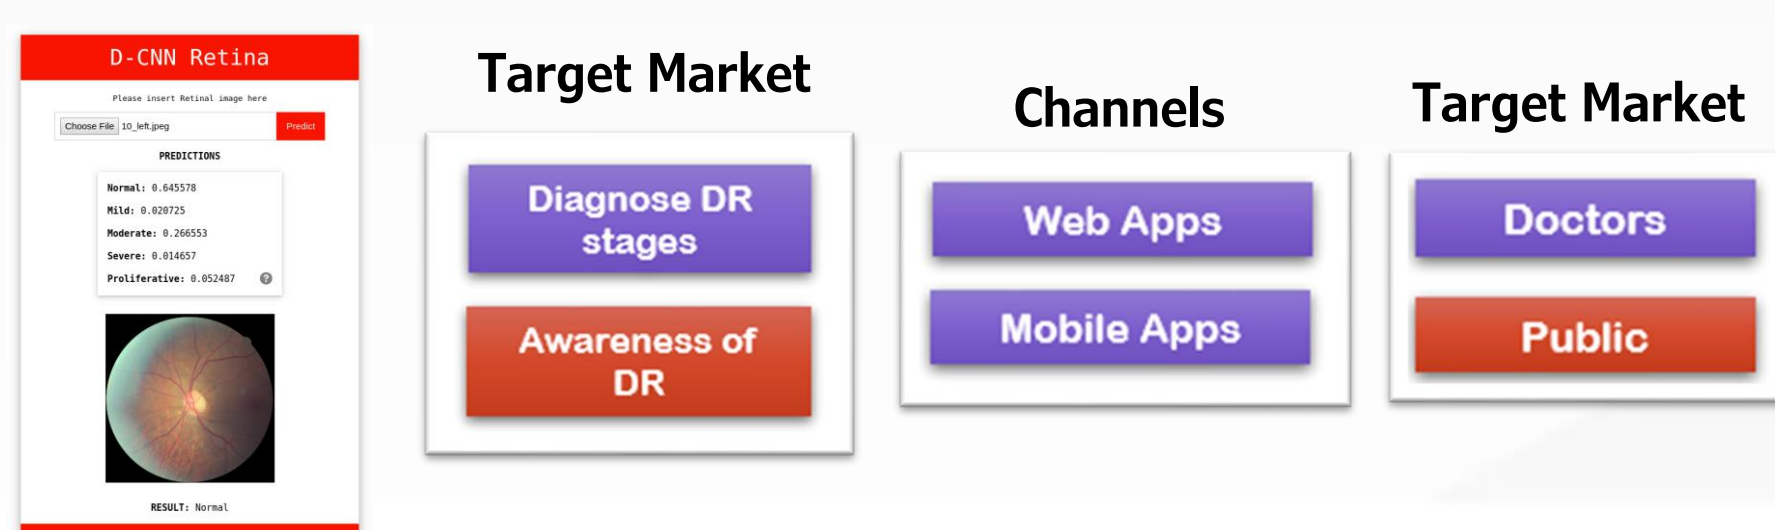 D-CNN Retina
Please insert Retinal image here
Choose File 10_left.jpeg Predict
PREDICTIONS
Normal: 0.645578
Mild: 0.020725
Moderate: 0.266553
Severe: 0.014657
Proliferative: 0.052487 ?
RESULT: Normal
Target Market
Diagnose DR
stages
Awareness of
DR
Channels
Web Apps
Mobile Apps
Target Market
Doctors
Public